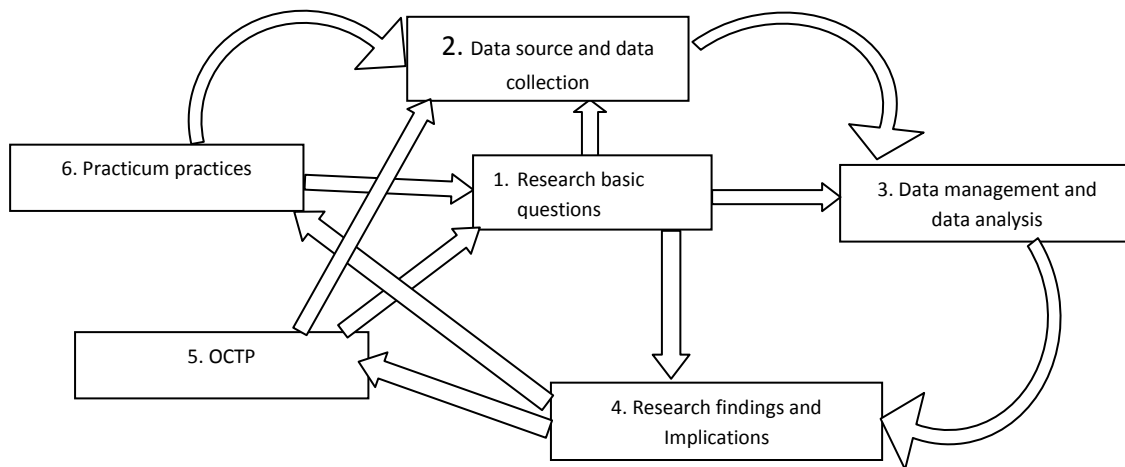 2. Data source and data
collection
6. Practicum practices
1. Research basic
questions
3. Data management and
data analysis
5. OCTP
4. Research findings and
Implications